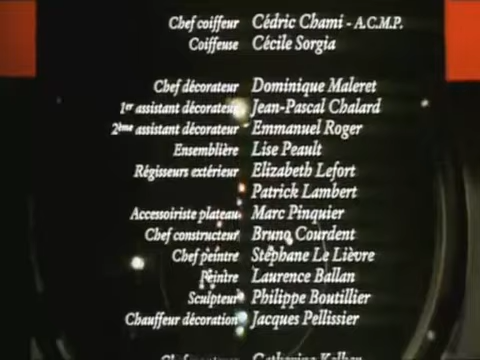 Chef coiffeur Cédric Chami - A.C.M.P.
Coiffeuse Cécile Sorgia
Chef décorateur Dominique Maleret
1er assistant décorateur Jean-Pascal Chalard
2ème assistant décorateur Emmanuel Roger
Ensemblière Lise Peault
Régisseurs extérieur Elizabeth Lefort
Patrick Lambert
Accessoiriste plateau Marc Pinquier
Chef constructeur Bruno Courdent
Chef peintre Stéphane Le Lièvre
Peintre Laurence Ballan
Sculpteur Philippe Boutillier
Chauffeur décoration Jacques Pellissier
Catherine